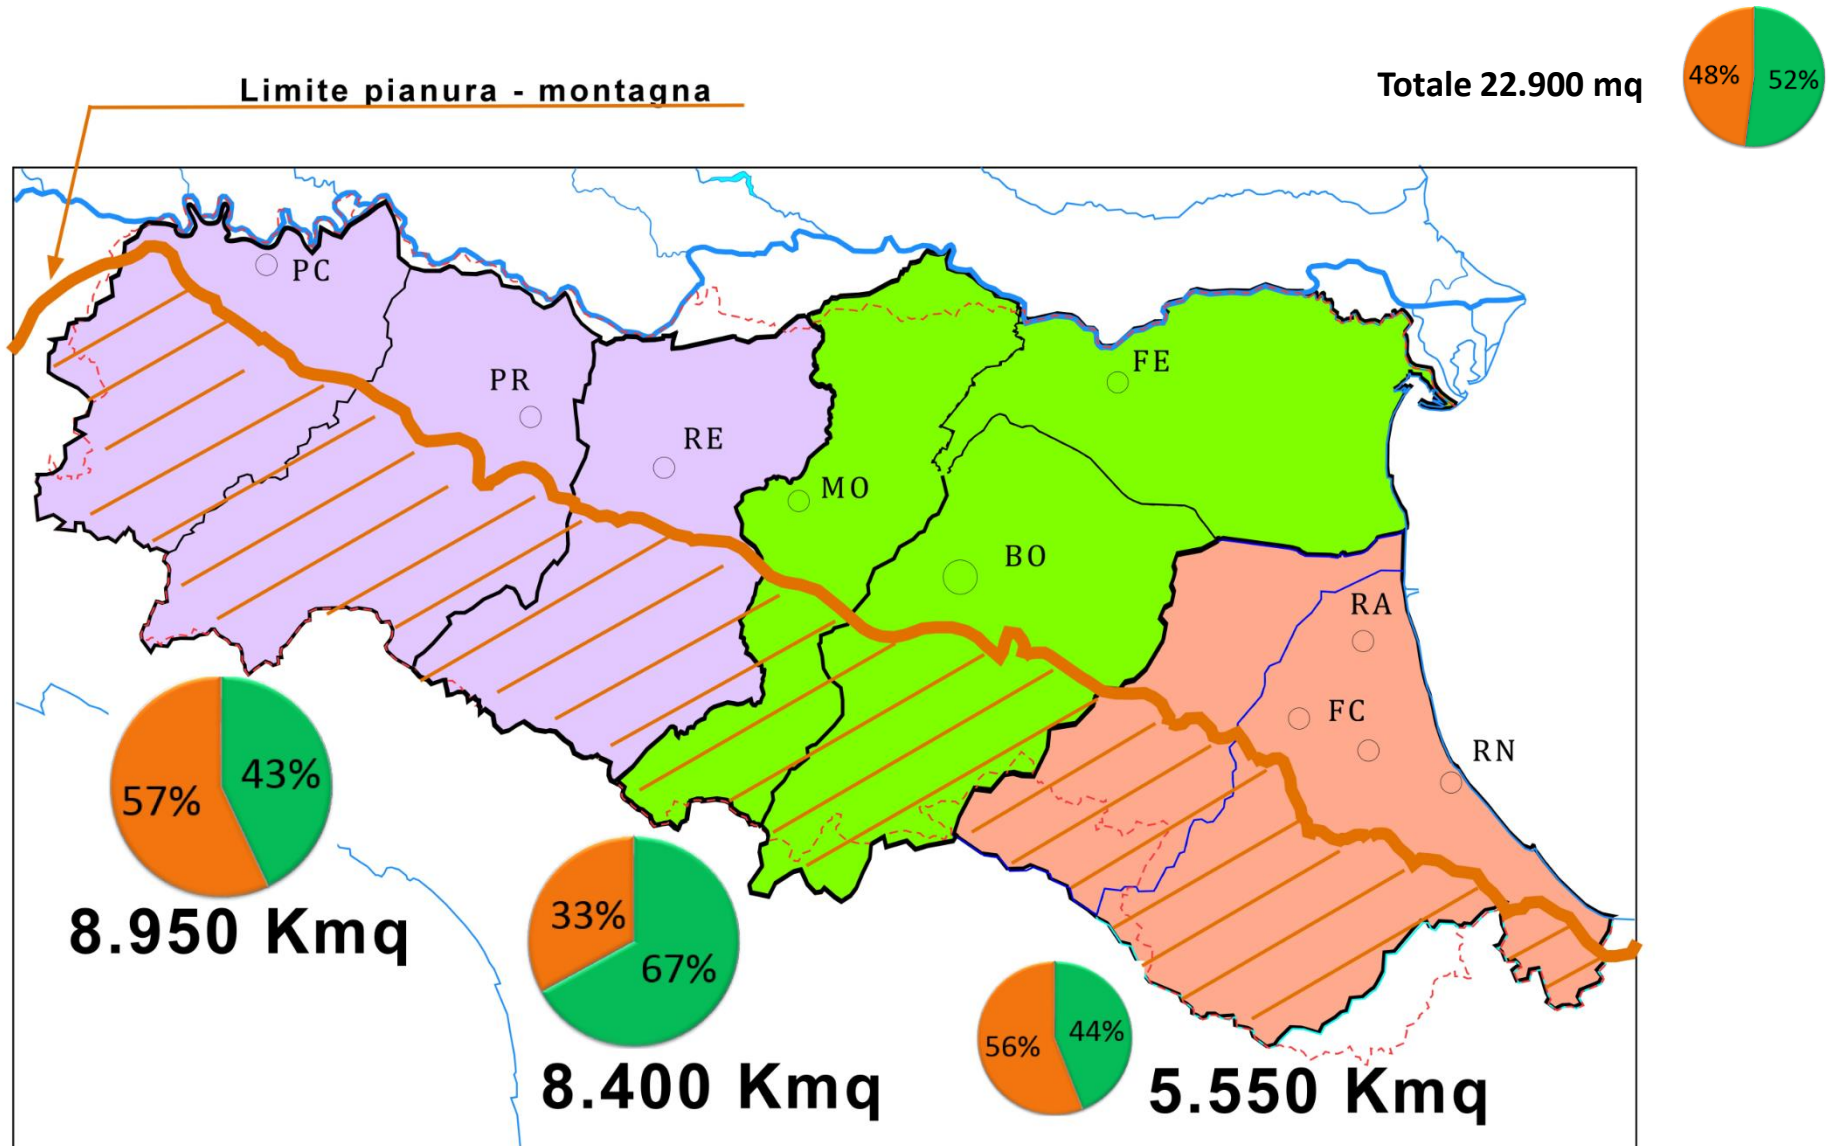 Totale 22.900 mq
48%
52%
Limite pianura - montagna
PC
PR
RE
MO
FE
BO
RA
FC
RN
57%
43%
8.950 Kmq
33%
67%
8.400 Kmq
56%
44%
5.550 Kmq